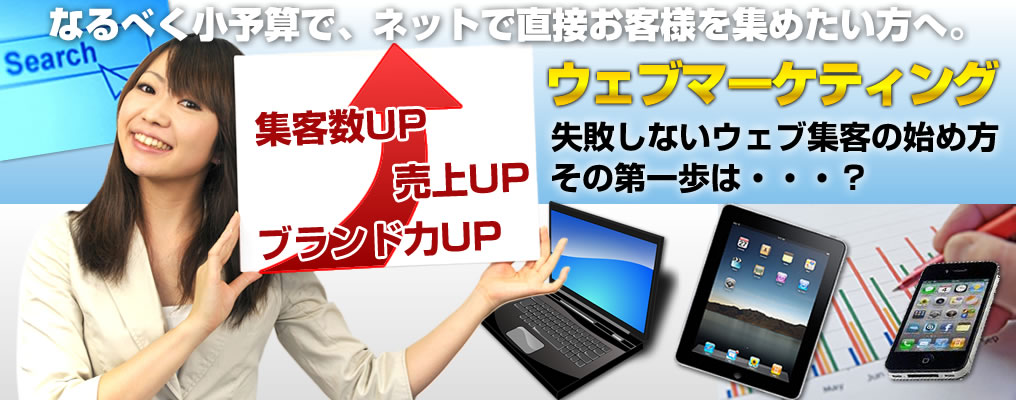 なるべく小予算で、ネットで直接お客様を集めたい方へ。
Search
ウェブマーケティング
集客数UP
失敗しないウェブ集客の始め方
売上UP
その第一歩は・・・？
ブランド力UP
May
Jun
Sep